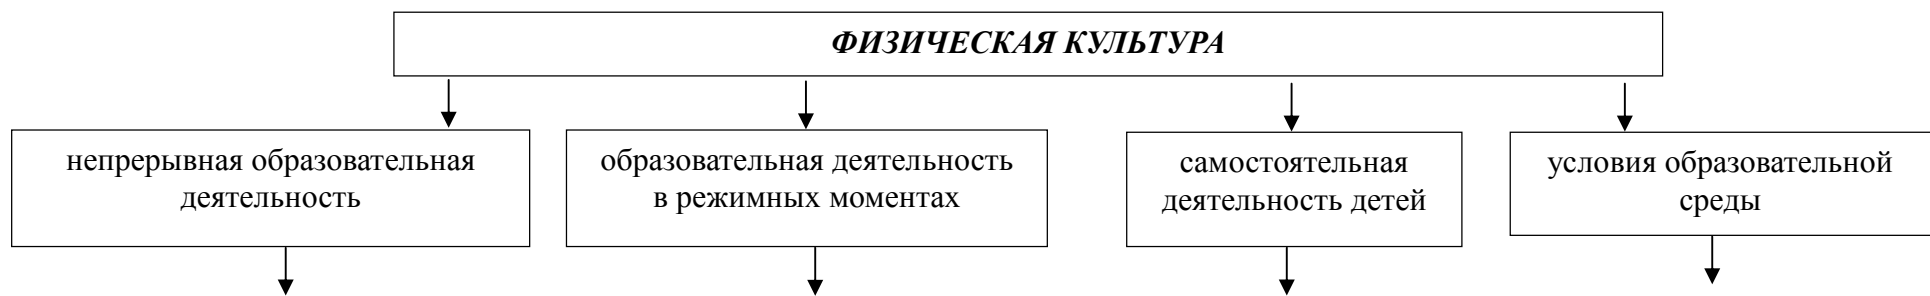 ФИЗИЧЕСКАЯ КУЛЬТУРА
непрерывная образовательная
деятельность
образовательная деятельность
в режимных моментах
самостоятельная
деятельность детей
условия образовательной
среды